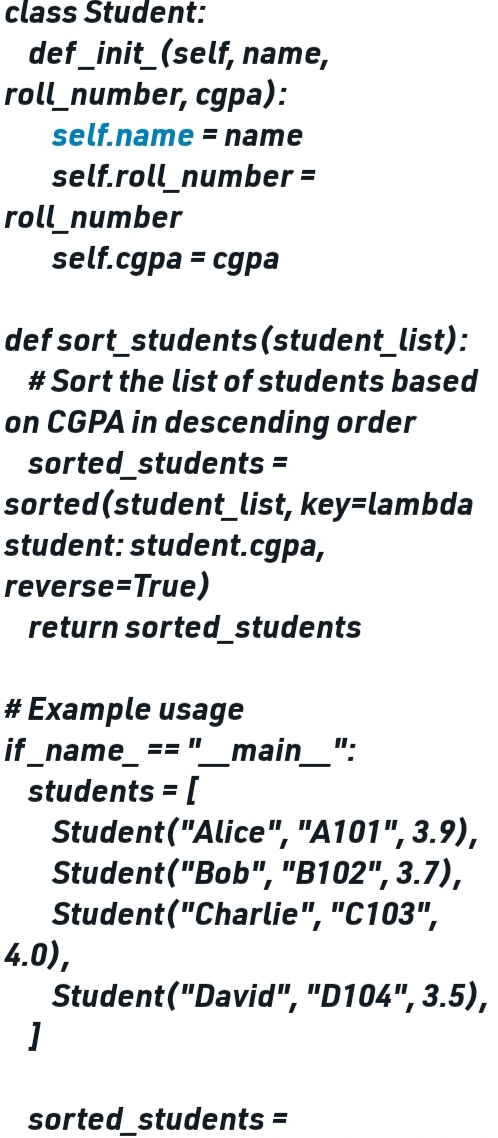 class Student:
def _init_(self, name,
roll_number, cgpa):
self.name = name
self.roll_number =
roll_number
self.cgpa = cgpa
def sort_students(student_list):
# Sort the list of students based
on CGPA in descending order
sorted_students =
sorted(student_list, key=lambda
student: student.cgpa,
reverse=True)
return sorted_students
# Example usage
if _name_ == "__main__":
students = [
Student("Alice", "A101", 3.9),
Student("Bob", "B102", 3.7),
Student("Charlie", "C103",
4.0),
Student("David", "D104", 3.5),
]
sorted_students =